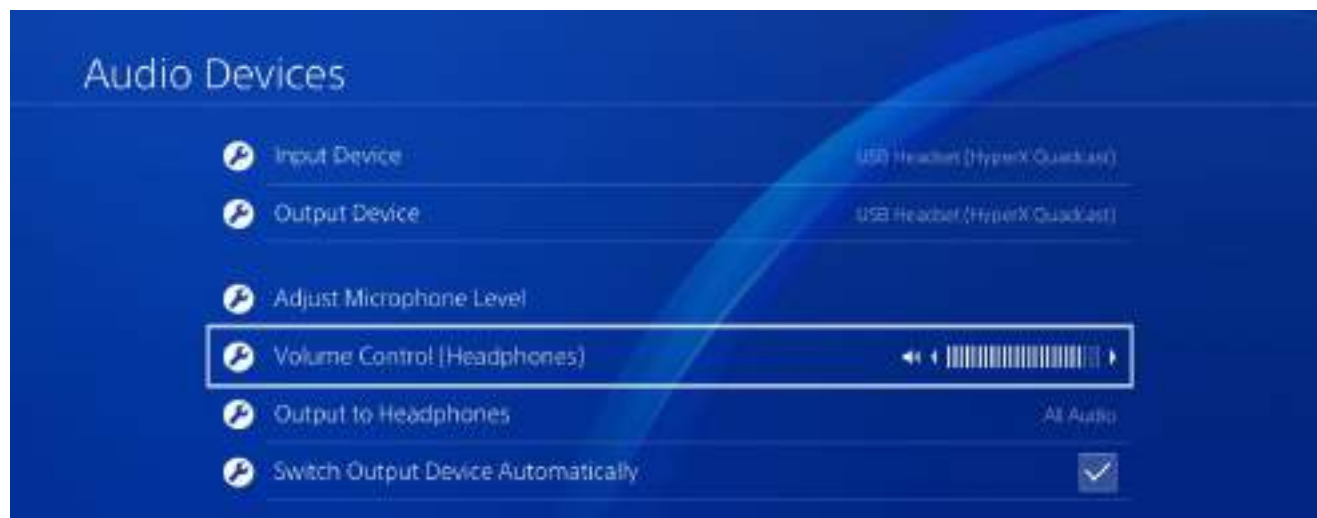 Audio Devices
Input Device USB Headset (HyperX Quadcast)
Output Device USB Headset (HyperX Quadcast)
Adjust Microphone Level
Volume Control (Headphones)
Output to Headphones All Audio
Switch Output Device Automatically